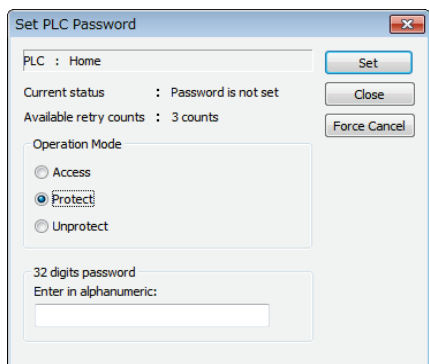 Set PLC Password
PLC : Home
Set
Current status : Password is not set
Close
Available retry counts : 3 counts
Force Cancel
Operation Mode
Access
Protect
Unprotect
32 digits password
Enter in alphanumeric: